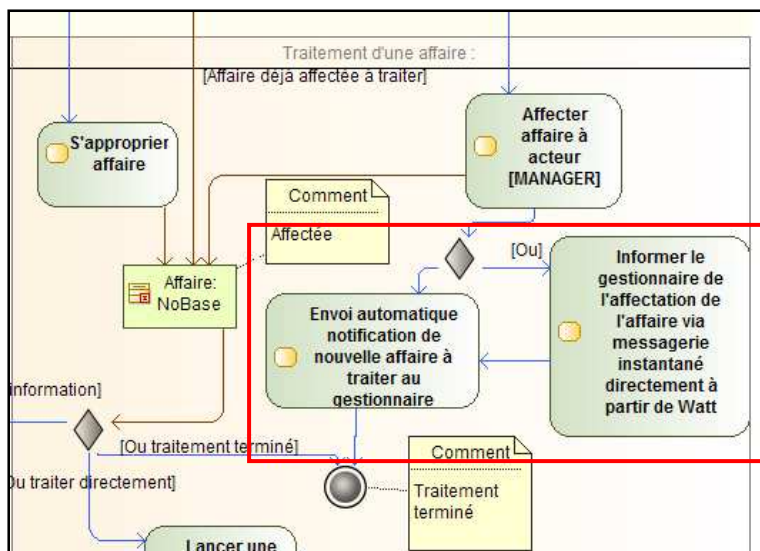 Traitement d'une affaire :
[Affaire déjà affectée à traiter]
S'approprier
affaire
Affecter
affaire à
acteur
[MANAGER]
Comment
Affectée
Affaire:
NoBase
[Ou]
Informer le
gestionnaire de
l'affectation de
l'affaire via
messagerie
instantané
directement à
partir de Watt
Envoi automatique
notification de
nouvelle affaire à
traiter au
gestionnaire
information]
[Ou traitement terminé]
Ou traiter directement]
Comment
Traitement
terminé
Lancer une